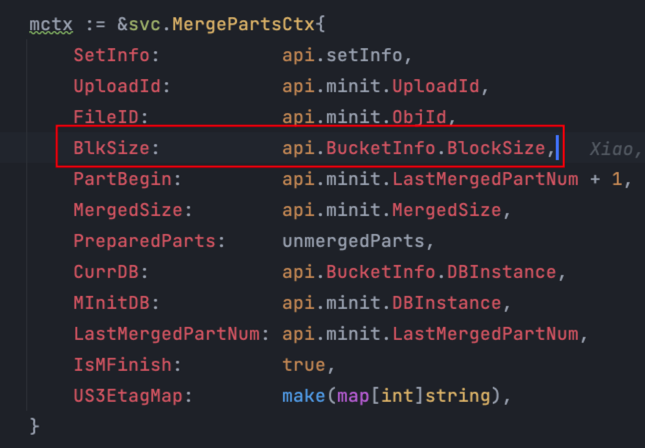 mctx := &svc.MergePartsCtx{
SetInfo: api.setInfo,
UploadId: api.minit.UploadId,
FileID: api.minit.ObjId,
BlkSize: api.BucketInfo.BlockSize, Xiao,
PartBegin: api.minit.LastMergedPartNum + 1,
MergedSize: api.minit.MergedSize,
PreparedParts: unmergedParts,
CurrDB: api.BucketInfo.DBInstance,
MInitDB: api.minit.DBInstance,
LastMergedPartNum: api.minit.LastMergedPartNum,
IsMFinish: true,
US3EtagMap: make(map[int]string),
}